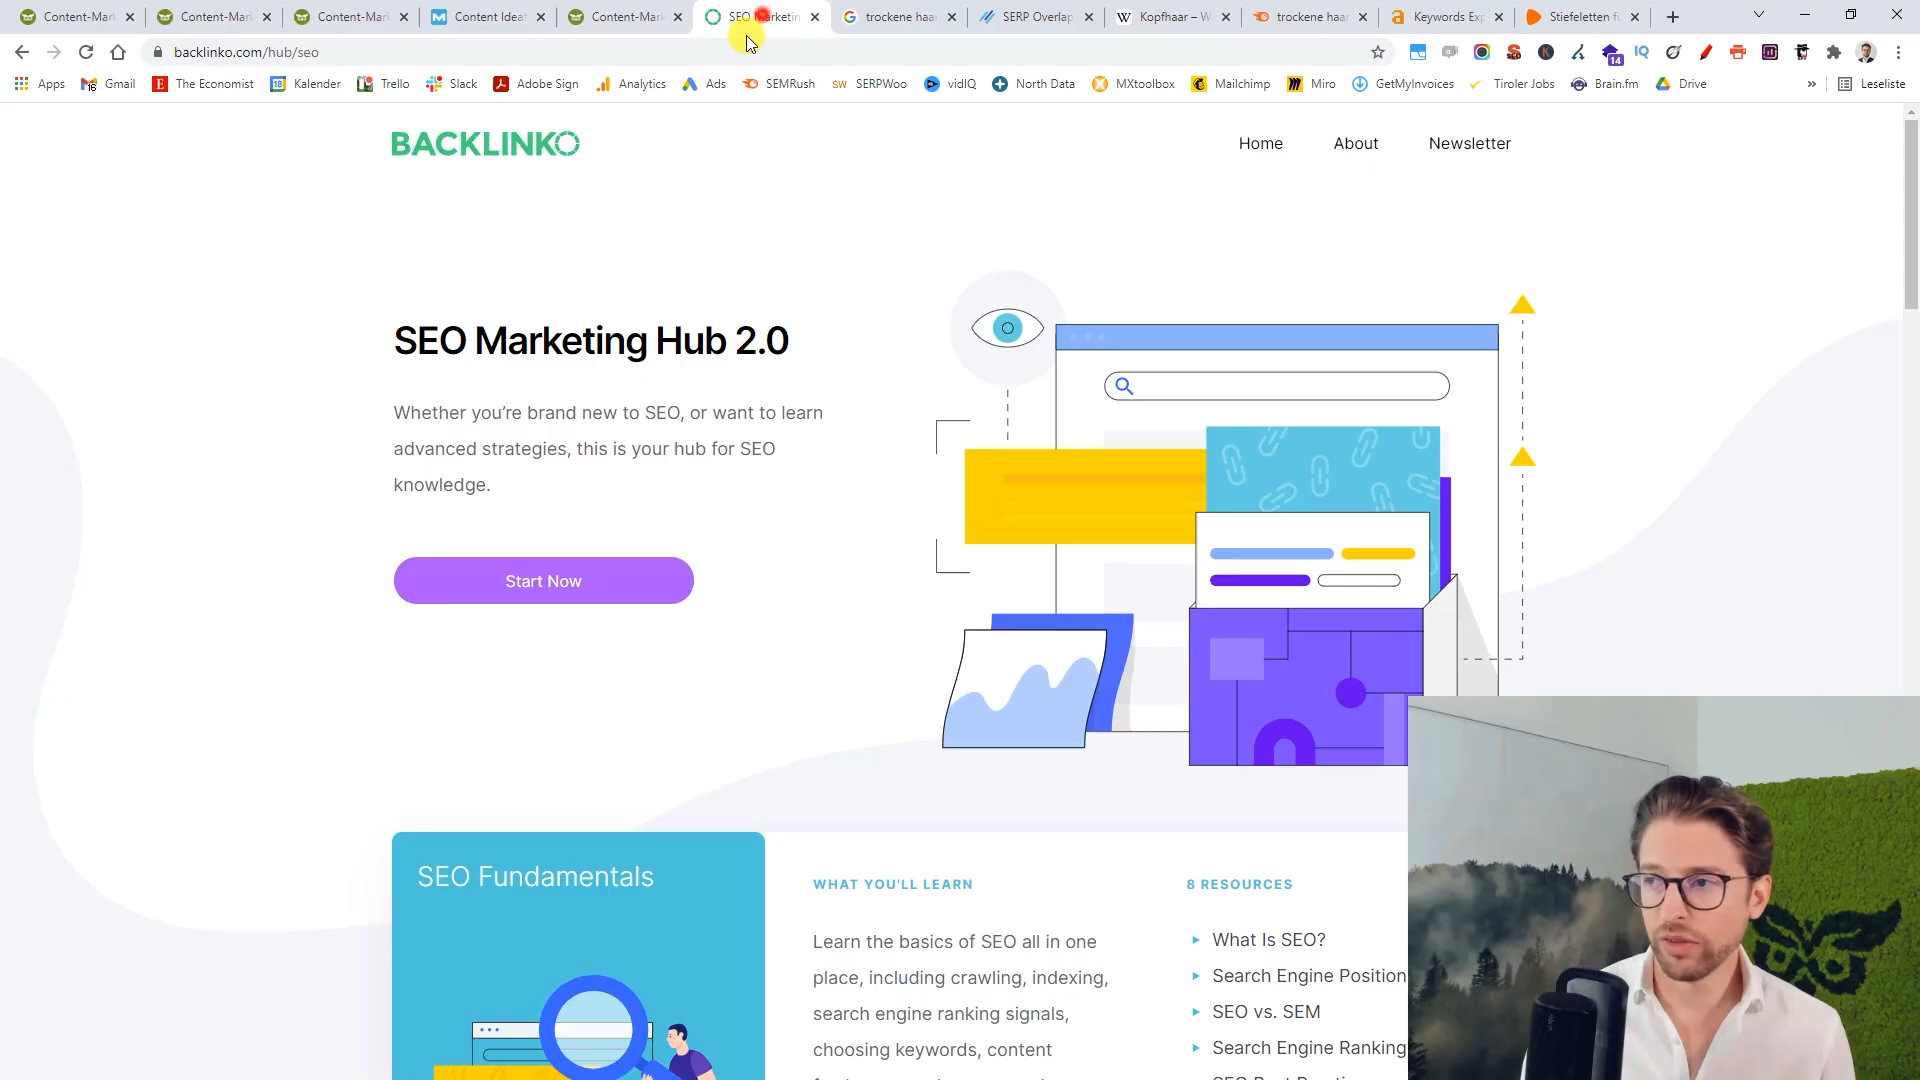 Content-Mar
Content-Mar
Content-Mar
Content Ideat
Content-Mar
SEO Marketin
trockene haa
SERP Overlap
Kopfhaar – W
trockene haar
Keywords Exp
Stiefeletten fü
backlinko.com/hub/seo
Apps
Gmail
The Economist
Kalender
Trello
Slack
Adobe Sign
Analytics
Ads
SEMRush
SERPWoo
vidIQ
North Data
MXtoolbox
Mailchimp
Miro
GetMyInvoices
Tiroler Jobs
Brain.fm
Drive
Leseliste
BACKLINKO
Home
About
Newsletter
SEO Marketing Hub 2.0
Whether you're brand new to SEO, or want to learn
advanced strategies, this is your hub for SEO
knowledge.
Start Now
SEO Fundamentals
WHAT YOU'LL LEARN
Learn the basics of SEO all in one
place, including crawling, indexing,
search engine ranking signals,
choosing keywords, content
8 RESOURCES
What Is SEO?
Search Engine Position
SEO vs. SEM
Search Engine Ranking